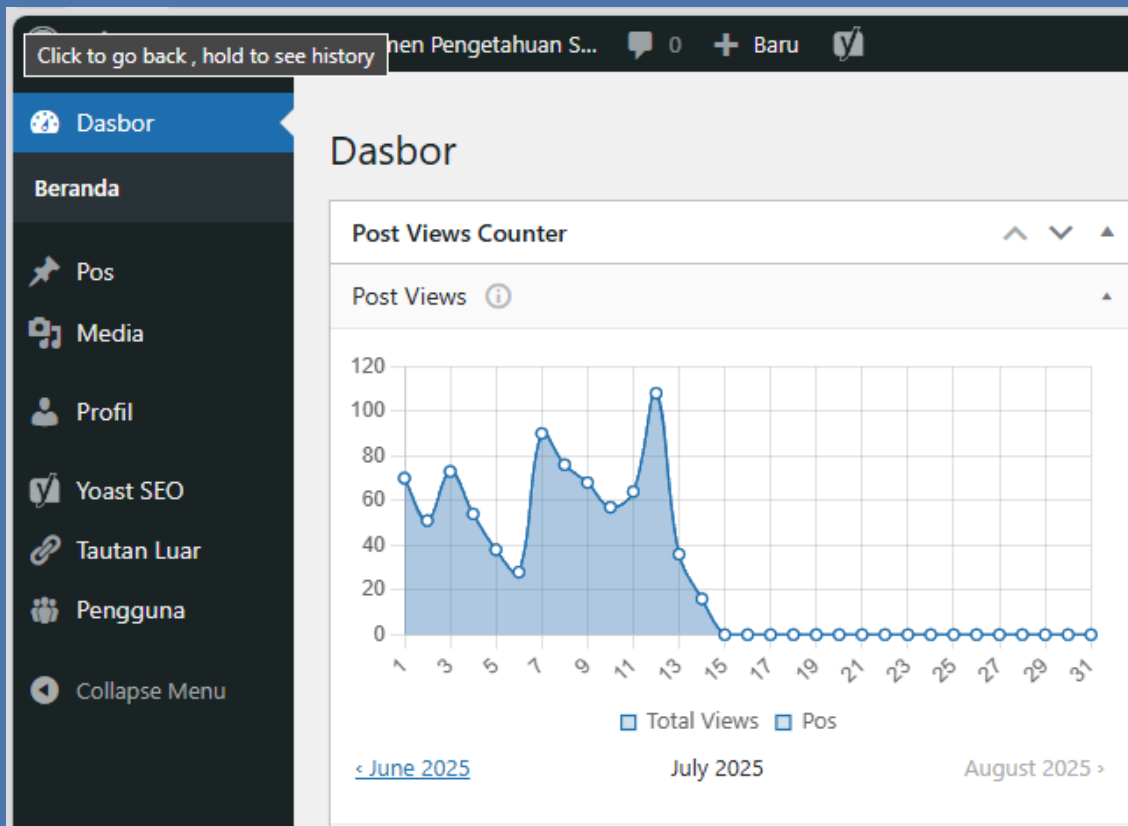 Click to go back , hold to see history
Pengetahuan S... 0 Baru
Dasbor
Beranda
Pos
Media
Profil
Yoast SEO
Tautan Luar
Pengguna
Collapse Menu
Dasbor
Post Views Counter
Post Views
120
100
80
60
40
20
0
1 3 5 7 9 11 13 15 17 19 21 23 25 27 29 31
Total Views Pos
‹ June 2025 July 2025 August 2025 ›